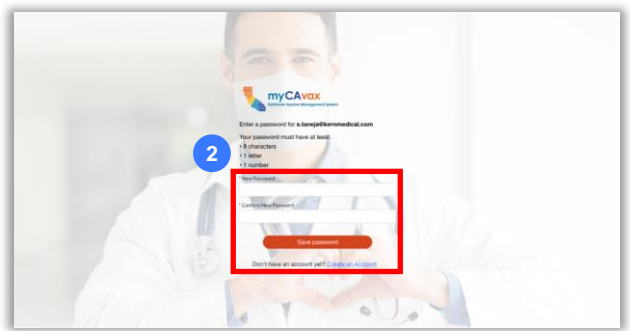 myCAvax
California Vaccine Management System
Enter a password for s.taneja@kernmedical.com
Your password must have at least:
• 8 characters
• 1 letter
• 1 number
2
* New Password
* Confirm New Password
Save password
Don't have an account yet? Create an Account